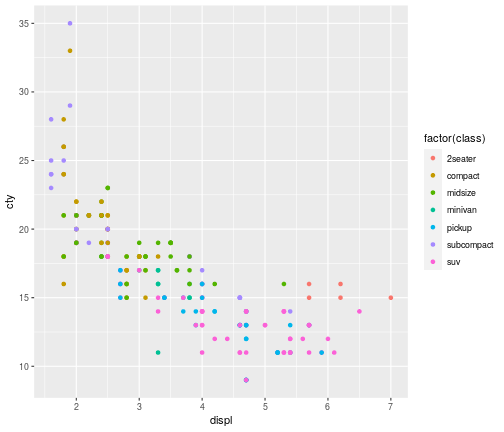 35
30
25
20
15
10
cty
2 3 4 5 6 7
displ
factor(class)
2seater
compact
midsize
minivan
pickup
subcompact
suv